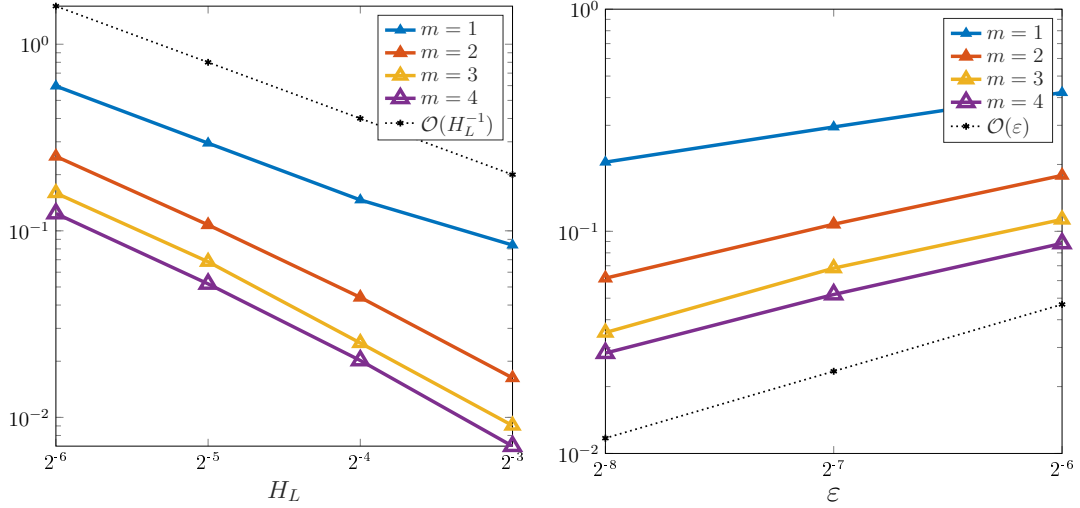 10^0
10^-1
10^-2
2^-6
2^-5
2^-4
2^-3
H_L
m = 1
m = 2
m = 3
m = 4
O(H_L^-1)
10^0
10^-1
10^-2
2^-8
2^-7
2^-6
ε
m = 1
m = 2
m = 3
m = 4
O(ε)